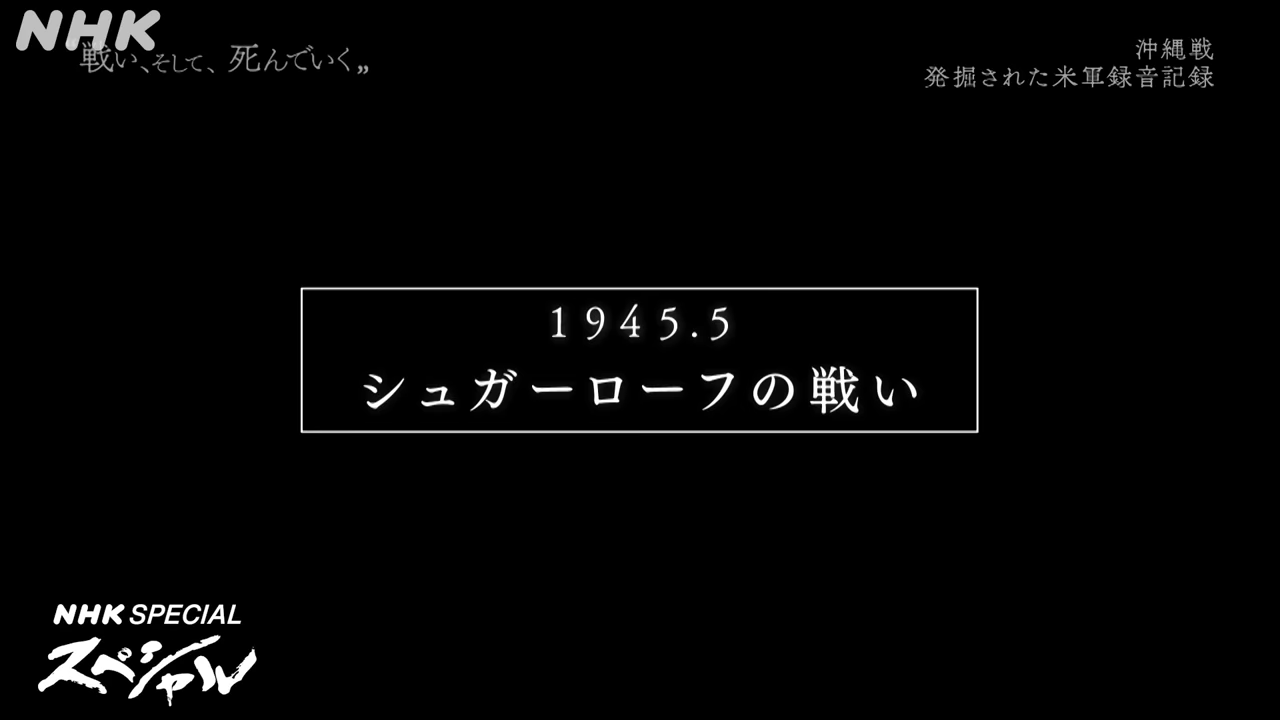 NHK
戦い、そして、死んでいく〟
沖縄戦
発掘された米軍録音記録
1945.5
シュガーローフの戦い
NHK SPECIAL
スペシャル